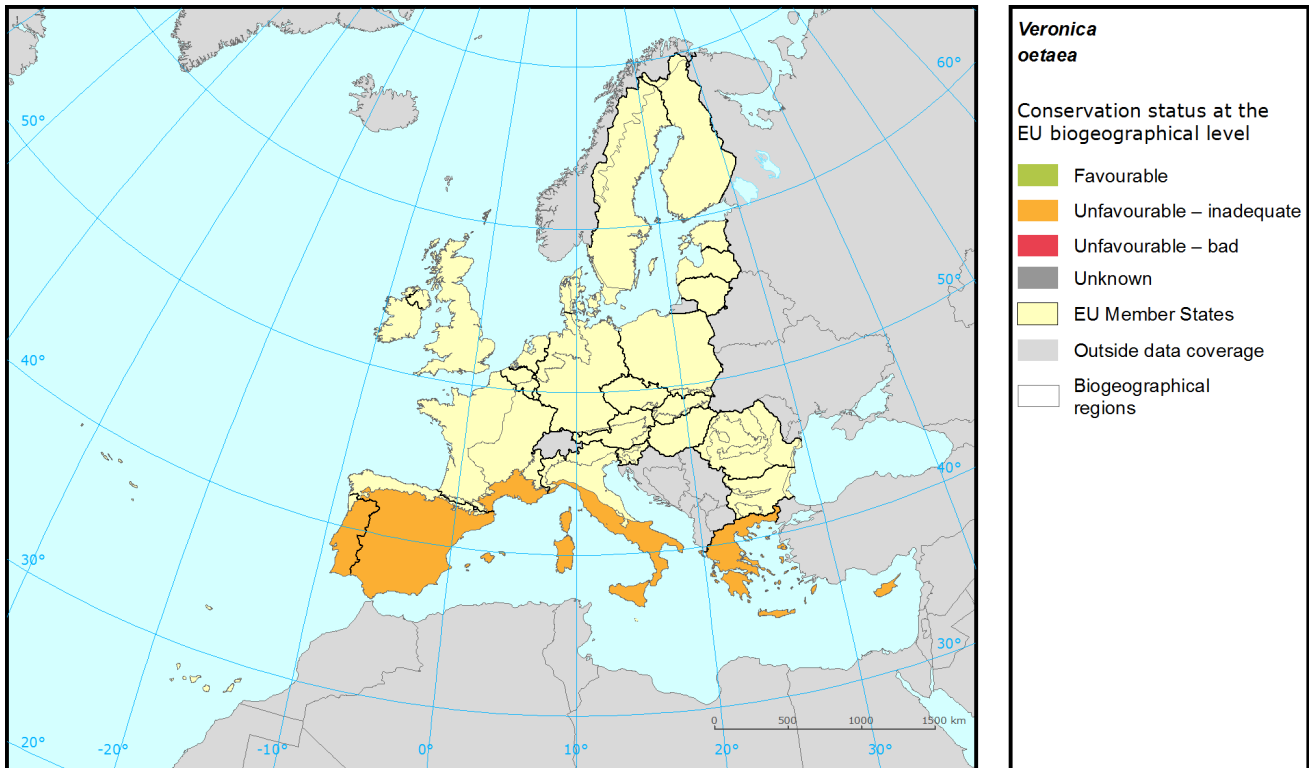 Veronica
oetaea
Conservation status at the
EU biogeographical level
Favourable
Unfavourable – inadequate
Unfavourable – bad
Unknown
EU Member States
Outside data coverage
Biogeographical
regions
60°
50°
50°
40°
40°
30°
30°
0 500 1000 1500 km
20° -20° -10° 0° 10° 20° 30°